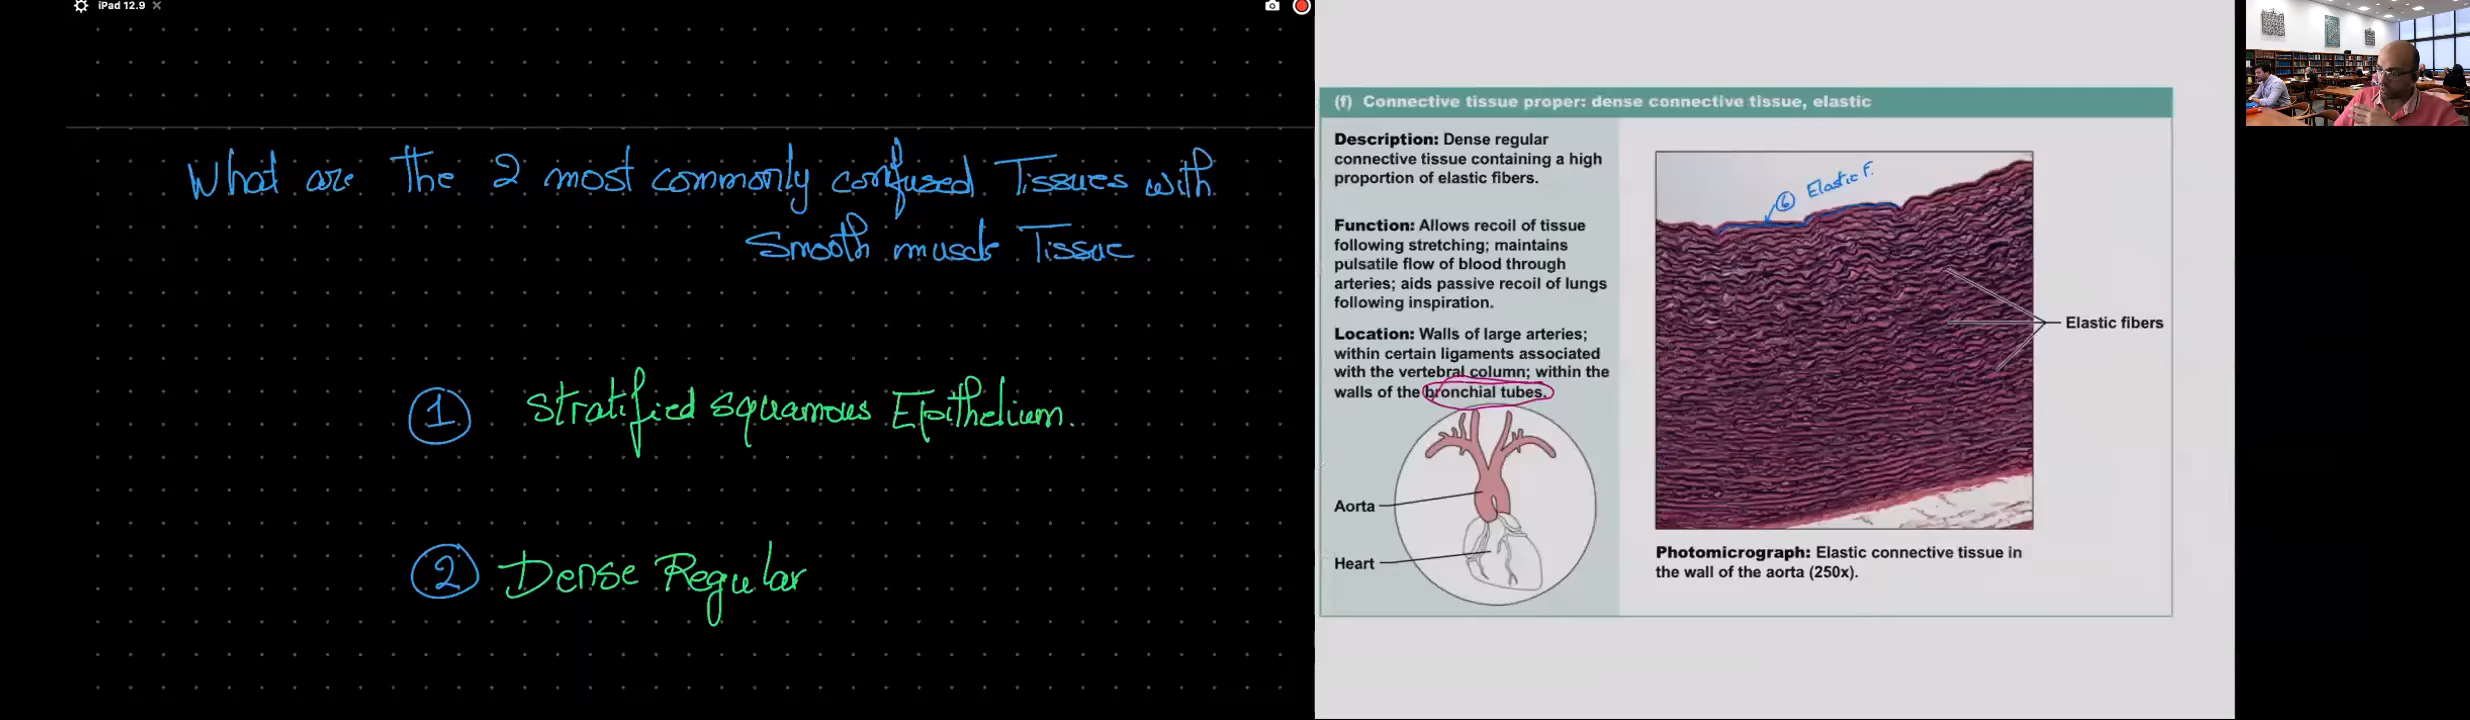 iPad 12.9
What are the 2 most commonly confused Tissues with
Smooth muscle Tissue
1 Stratified squamous Epithelium.
2 Dense Regular
(f) Connective tissue proper: dense connective tissue, elastic
Description: Dense regular
connective tissue containing a high
proportion of elastic fibers.
Function: Allows recoil of tissue
following stretching; maintains
pulsatile flow of blood through
arteries; aids passive recoil of lungs
following inspiration.
Location: Walls of large arteries;
within certain ligaments associated
with the vertebral column; within the
walls of the bronchial tubes.
Aorta
Heart
6 Elastic F.
Elastic fibers
Photomicrograph: Elastic connective tissue in
the wall of the aorta (250x).